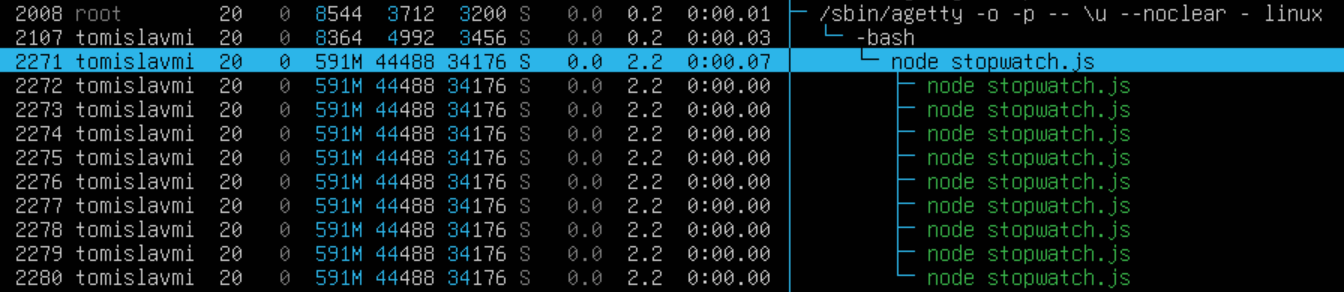 2008 root 20 0 8544 3712 3200 S 0.0 0.2 0:00.01 /sbin/agetty -o -p -- \u --noclear - linux
2107 tomislavmi 20 0 8364 4992 3456 S 0.0 0.2 0:00.03 -bash
2271 tomislavmi 20 0 591M 44488 34176 S 0.0 2.2 0:00.07 node stopwatch.js
2272 tomislavmi 20 0 591M 44488 34176 S 0.0 2.2 0:00.00 node stopwatch.js
2273 tomislavmi 20 0 591M 44488 34176 S 0.0 2.2 0:00.00 node stopwatch.js
2274 tomislavmi 20 0 591M 44488 34176 S 0.0 2.2 0:00.00 node stopwatch.js
2275 tomislavmi 20 0 591M 44488 34176 S 0.0 2.2 0:00.00 node stopwatch.js
2276 tomislavmi 20 0 591M 44488 34176 S 0.0 2.2 0:00.00 node stopwatch.js
2277 tomislavmi 20 0 591M 44488 34176 S 0.0 2.2 0:00.00 node stopwatch.js
2278 tomislavmi 20 0 591M 44488 34176 S 0.0 2.2 0:00.00 node stopwatch.js
2279 tomislavmi 20 0 591M 44488 34176 S 0.0 2.2 0:00.00 node stopwatch.js
2280 tomislavmi 20 0 591M 44488 34176 S 0.0 2.2 0:00.00 node stopwatch.js